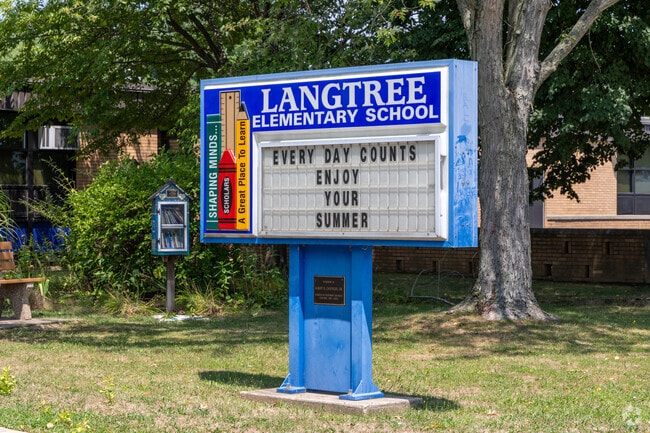 LANGTREE
ELEMENTARY SCHOOL
SHAPING MINDS...
SCHOLARS
A Great Place To Learn
EVERY DAY COUNTS
ENJOY
YOUR
SUMMER